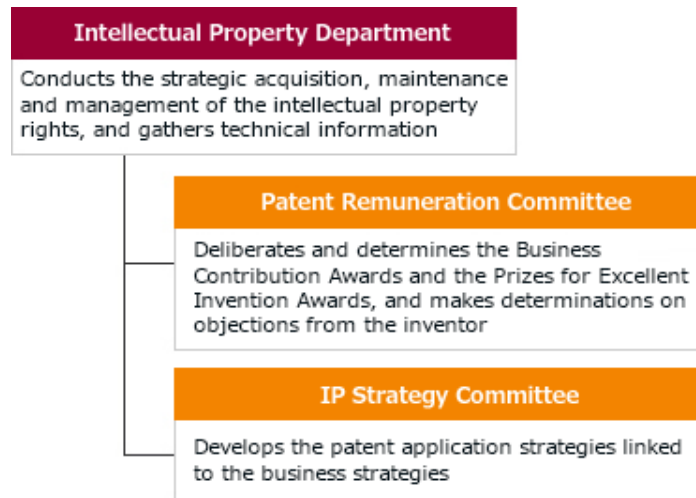 Intellectual Property Department
Conducts the strategic acquisition, maintenance
and management of the intellectual property
rights, and gathers technical information
Patent Remuneration Committee
Deliberates and determines the Business
Contribution Awards and the Prizes for Excellent
Invention Awards, and makes determinations on
objections from the inventor
IP Strategy Committee
Develops the patent application strategies linked
to the business strategies